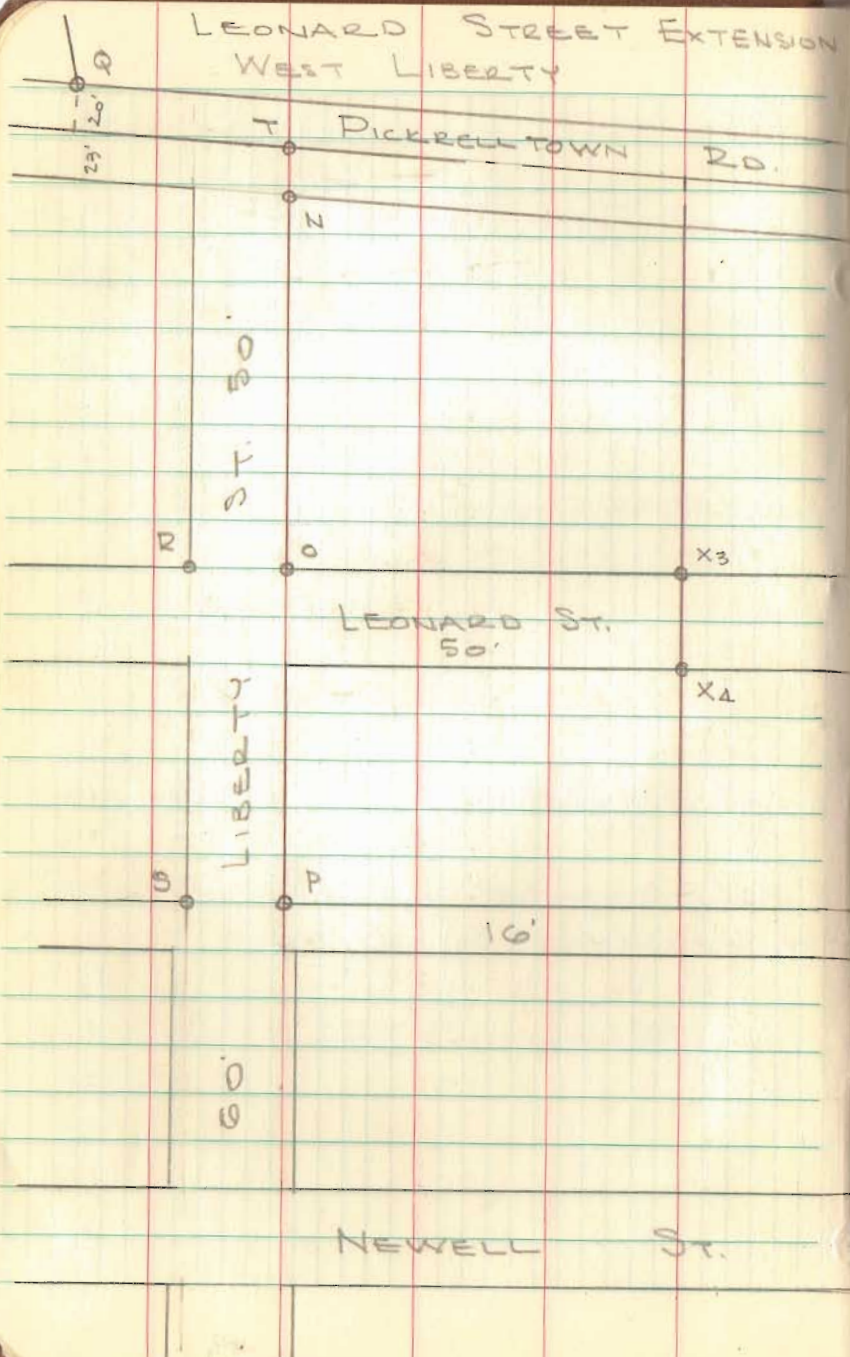 LEONARD STREET EXTENSION
WEST LIBERTY
Q
20'
23'
T
PICKRELLTOWN RD.
N
LIBERTY ST. 50'
R
O
X3
LEONARD ST.
50'
X4
S
P
16'
60'
NEWELL ST.